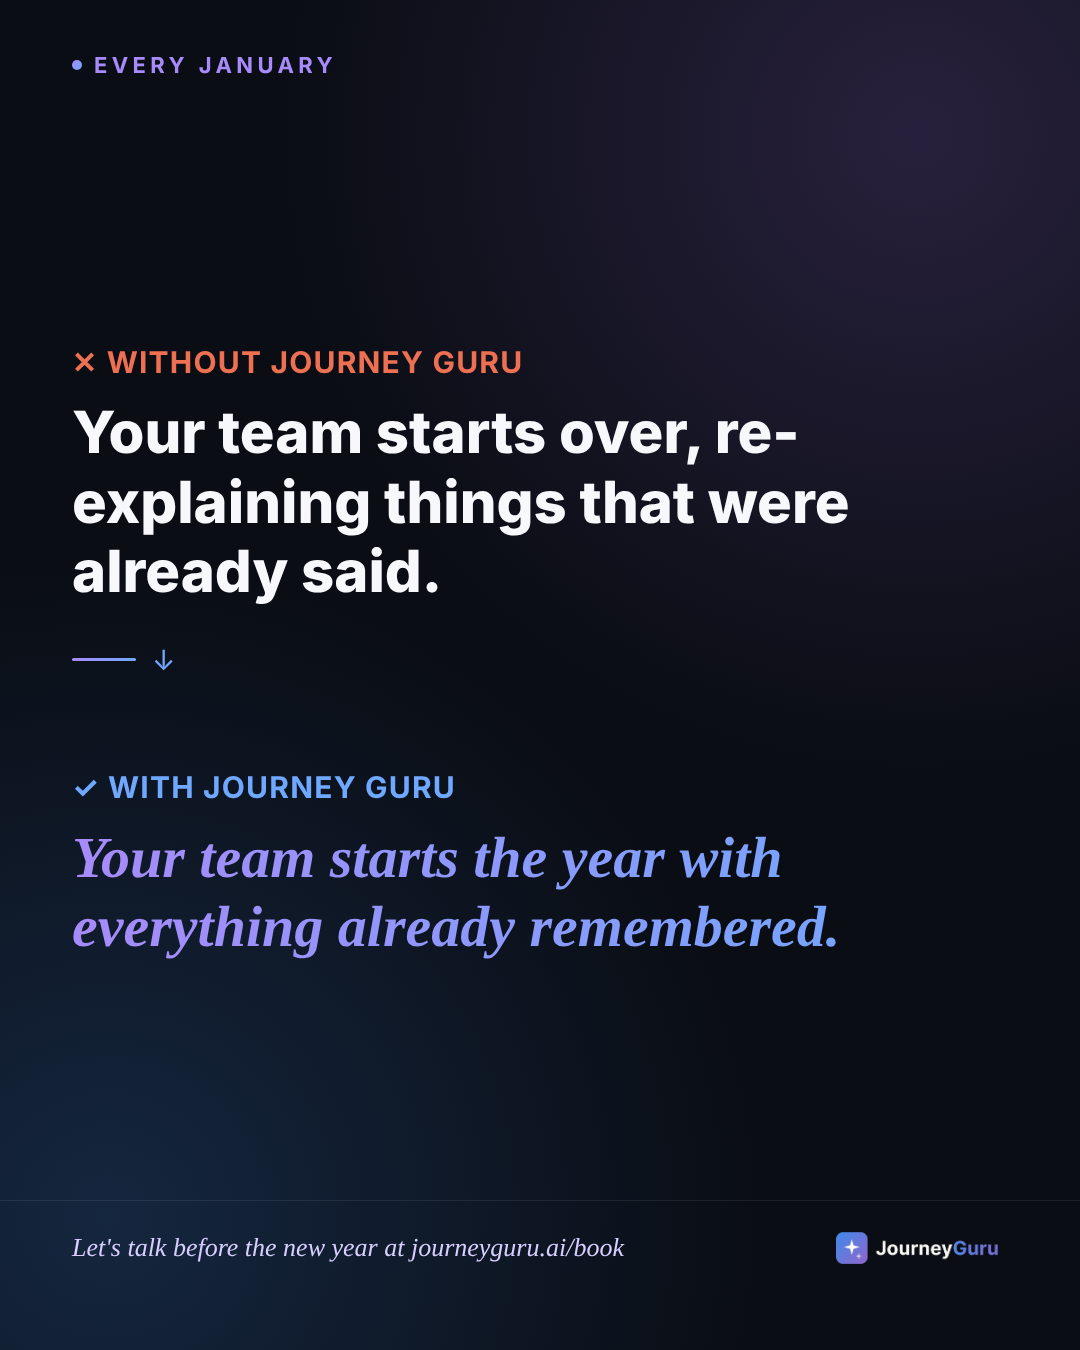 • EVERY JANUARY
✕ WITHOUT JOURNEY GURU
Your team starts over, re-
explaining things that were
already said.
↓
✓ WITH JOURNEY GURU
Your team starts the year with
everything already remembered.
Let's talk before the new year at journeyguru.ai/book
JourneyGuru